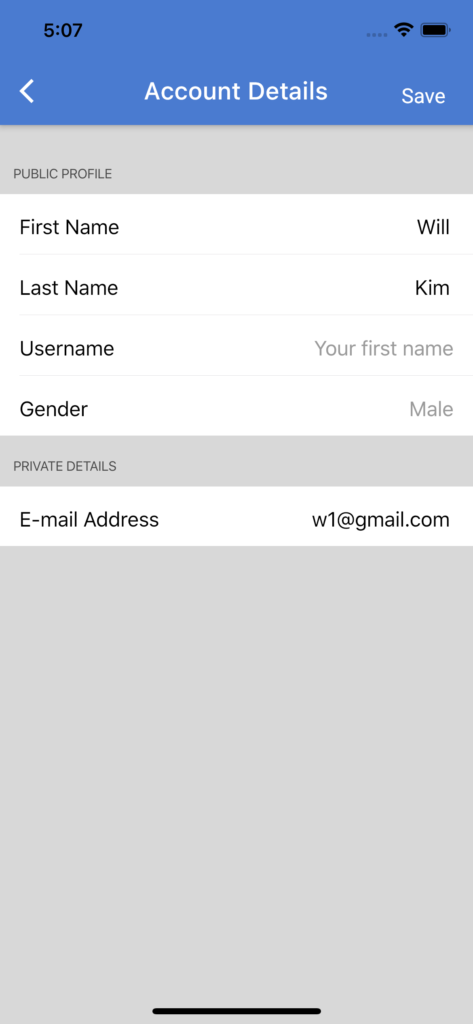 5:07
Account Details
Save
PUBLIC PROFILE
First Name Will
Last Name Kim
Username Your first name
Gender Male
PRIVATE DETAILS
E-mail Address w1@gmail.com